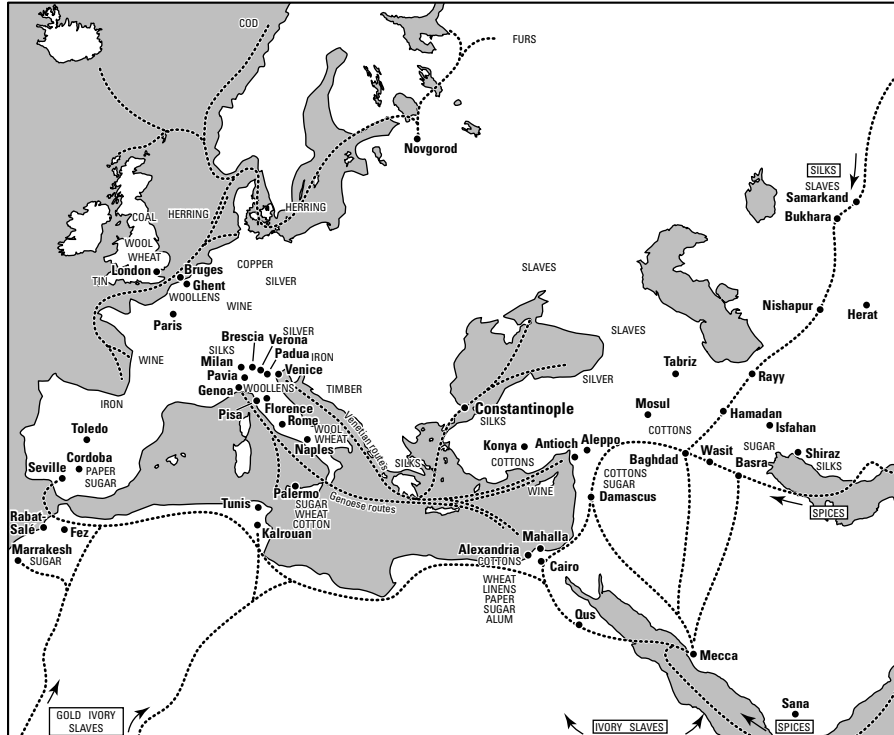 COD
FURS
Novgorod
SILKS
SLAVES
Samarkand
Bukhara
HERRING
HERRING
COAL
WOOL
WHEAT
London
TIN
Bruges
Ghent
WOOLLENS
COPPER
SILVER
WINE
Paris
SLAVES
SLAVES
Nishapur
Herat
WINE
IRON
Brescia
SILVER
Verona
SILKS
Padua
IRON
Milan
Venice
Pavia
WOOLLENS
TIMBER
Genoa
Florence
Pisa
Rome
WOOL
WHEAT
Naples
Venetian routes
SILVER
Tabriz
Rayy
Constantinople
SILKS
Mosul
COTTONS
Hamadan
Isfahan
Toledo
Cordoba
PAPER
SUGAR
Seville
SILKS
Konya
COTTONS
Antioch
Aleppo
Baghdad
Wasit
SUGAR
Basra
Shiraz
SILKS
WINE
COTTONS
SUGAR
Damascus
SPICES
Palermo
SUGAR
WHEAT
COTTON
Genoese routes
Tunis
Kalrouan
Rabat-
Salé
Fez
Marrakesh
SUGAR
Mahalla
Alexandria
COTTONS
Cairo
WHEAT
LINENS
PAPER
SUGAR
ALUM
Qus
Mecca
Sana
GOLD IVORY
SLAVES
IVORY SLAVES
SPICES